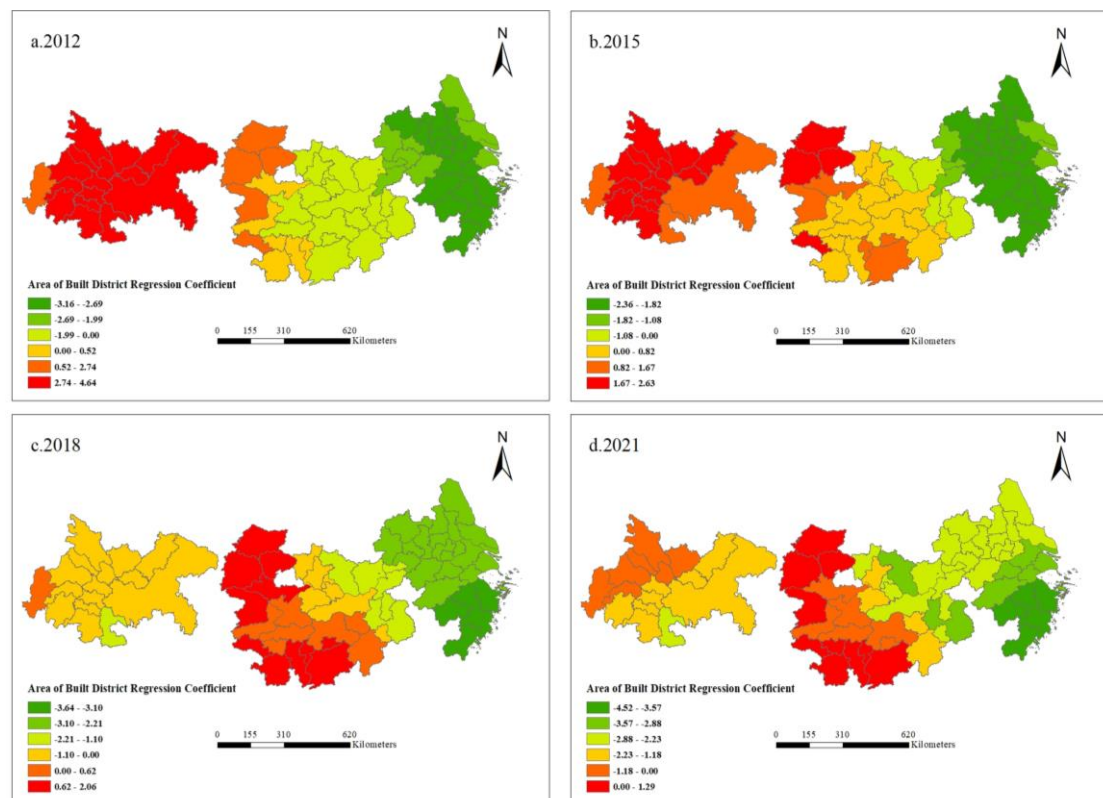 a.2012
N
Area of Built District Regression Coefficient
-3.16 - -2.69
-2.69 - -1.99
-1.99 - 0.00
0.00 - 0.52
0.52 - 2.74
2.74 - 4.64
0 155 310 620
Kilometers
b.2015
N
Area of Built District Regression Coefficient
-2.36 - -1.82
-1.82 - -1.08
-1.08 - 0.00
0.00 - 0.82
0.82 - 1.67
1.67 - 2.63
0 155 310 620
Kilometers
c.2018
N
Area of Built District Regression Coefficient
-3.64 - -3.10
-3.10 - -2.21
-2.21 - -1.10
-1.10 - 0.00
0.00 - 0.62
0.62 - 2.06
0 155 310 620
Kilometers
d.2021
N
Area of Built District Regression Coefficient
-4.52 - -3.57
-3.57 - -2.88
-2.88 - -2.23
-2.23 - -1.18
-1.18 - 0.00
0.00 - 1.29
0 155 310 620
Kilometers